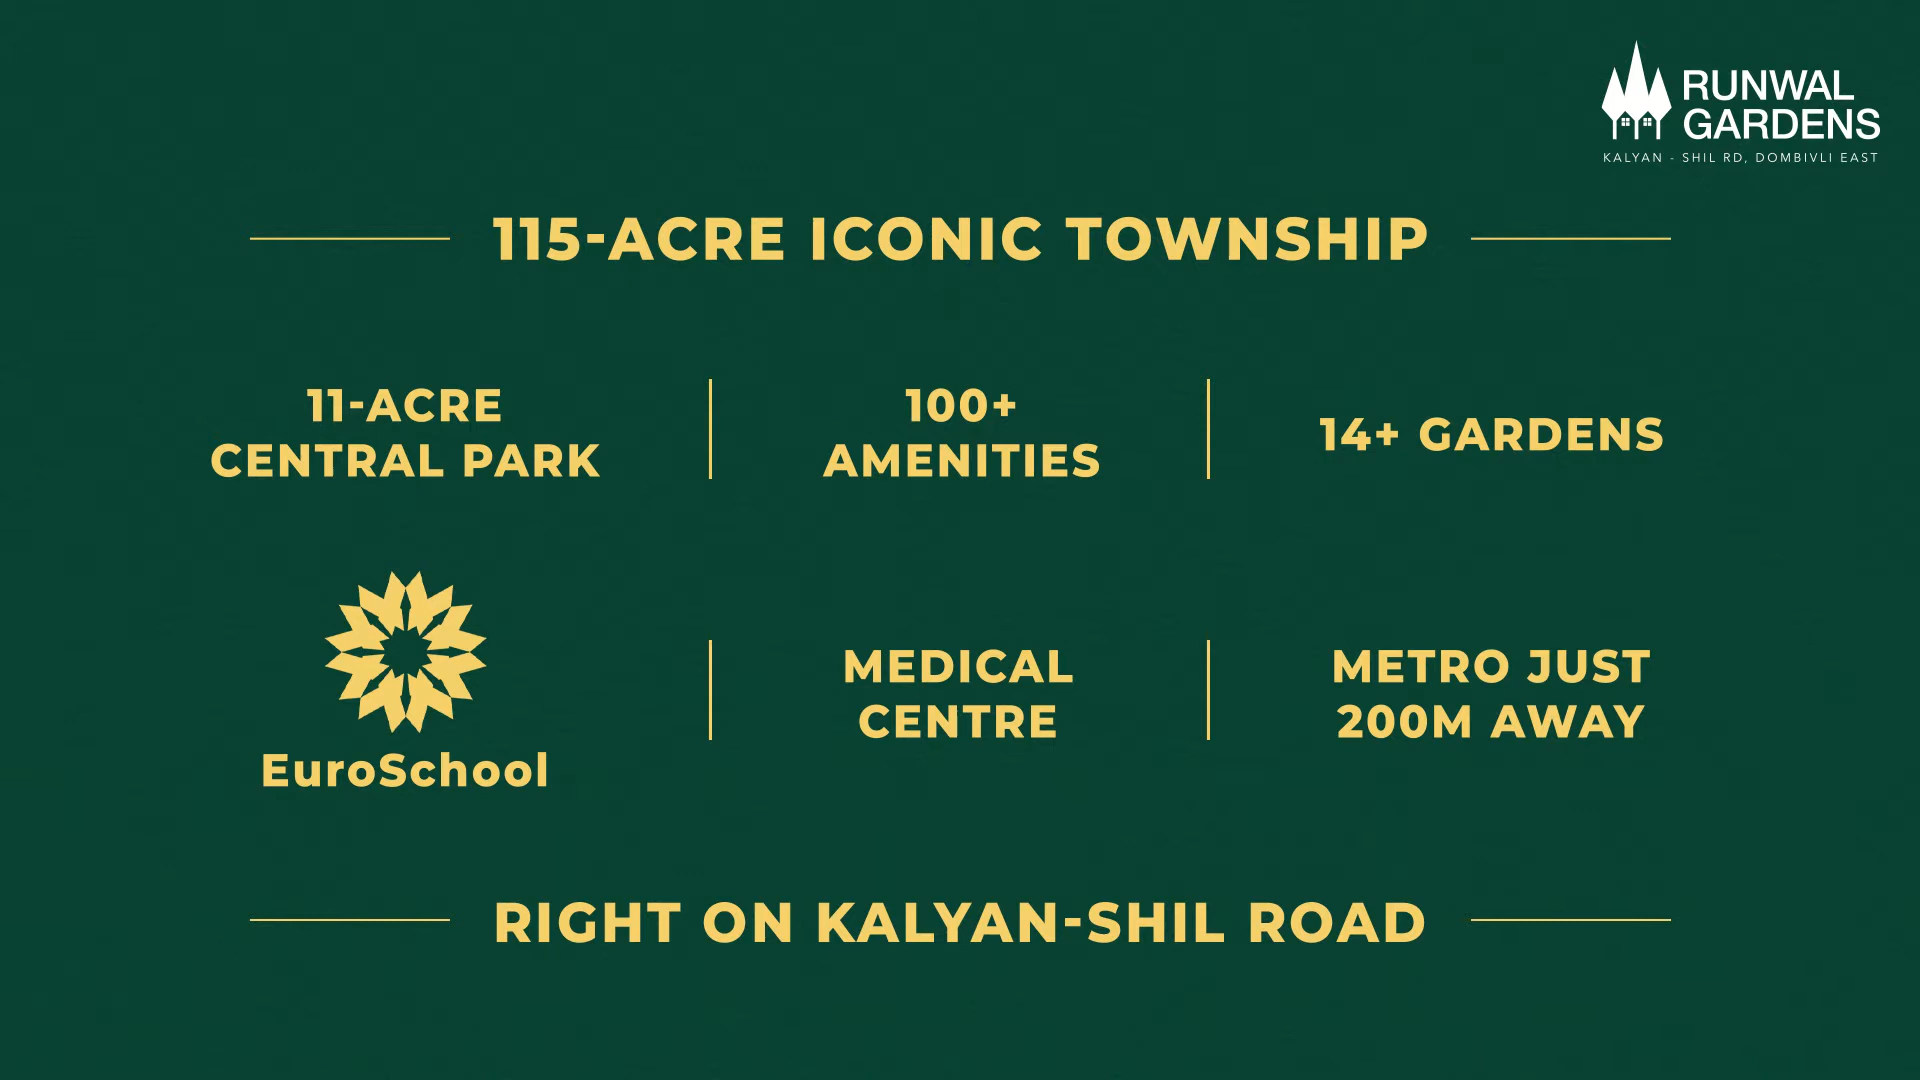 RUNWAL
GARDENS
KALYAN - SHIL RD, DOMBIVLI EAST
115-ACRE ICONIC TOWNSHIP
11-ACRE
CENTRAL PARK
100+
AMENITIES
14+ GARDENS
EuroSchool
MEDICAL
CENTRE
METRO JUST
200M AWAY
RIGHT ON KALYAN-SHIL ROAD